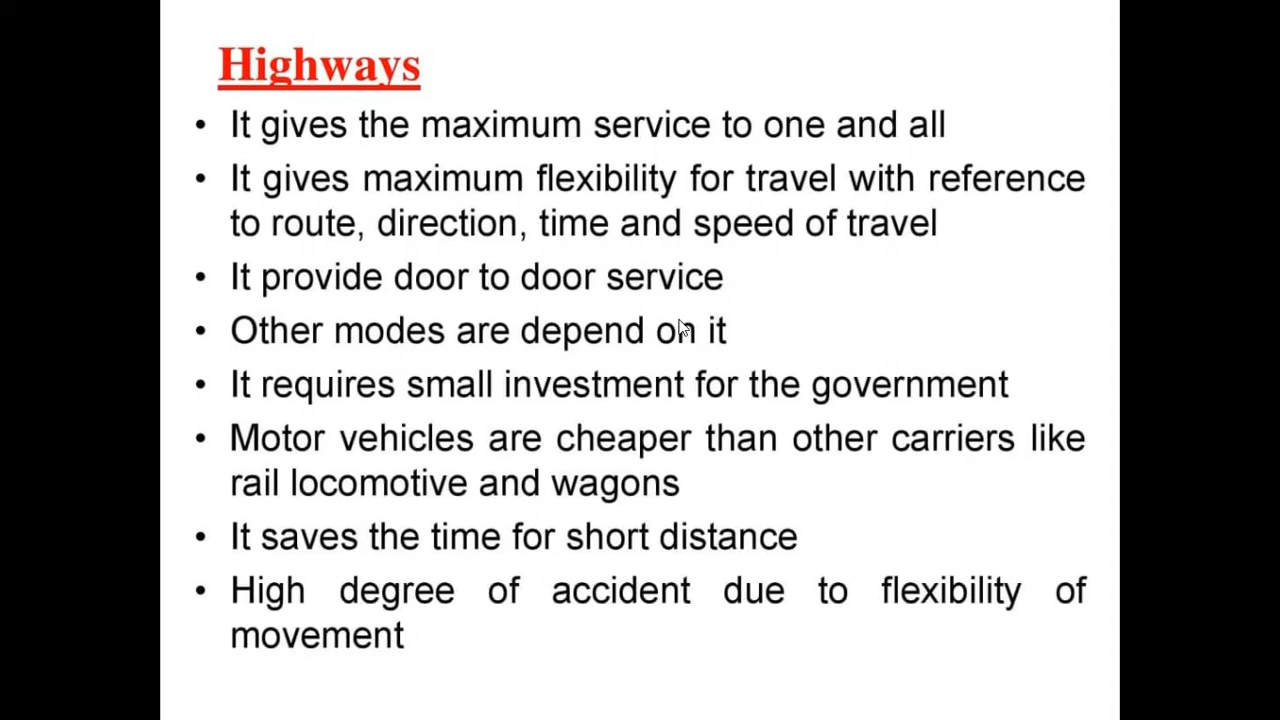 Highways
• It gives the maximum service to one and all
• It gives maximum flexibility for travel with reference
to route, direction, time and speed of travel
• It provide door to door service
• Other modes are depend on it
• It requires small investment for the government
• Motor vehicles are cheaper than other carriers like
rail locomotive and wagons
• It saves the time for short distance
• High degree of accident due to flexibility of
movement